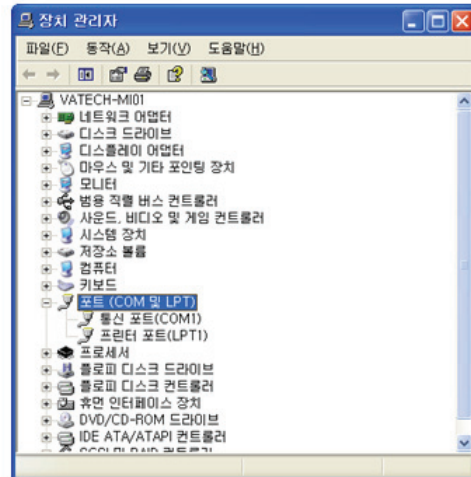 장치 관리자
파일(F) 동작(A) 보기(V) 도움말(H)
VATECH-MI01
네트워크 어댑터
디스크 드라이브
디스플레이 어댑터
마우스 및 기타 포인팅 장치
모니터
범용 직렬 버스 컨트롤러
사운드, 비디오 및 게임 컨트롤러
시스템 장치
저장소 볼륨
컴퓨터
키보드
포트 (COM 및 LPT)
통신 포트(COM1)
프린터 포트(LPT1)
프로세서
플로피 디스크 드라이브
플로피 디스크 컨트롤러
휴먼 인터페이스 장치
DVD/CD-ROM 드라이브
IDE ATA/ATAPI 컨트롤러